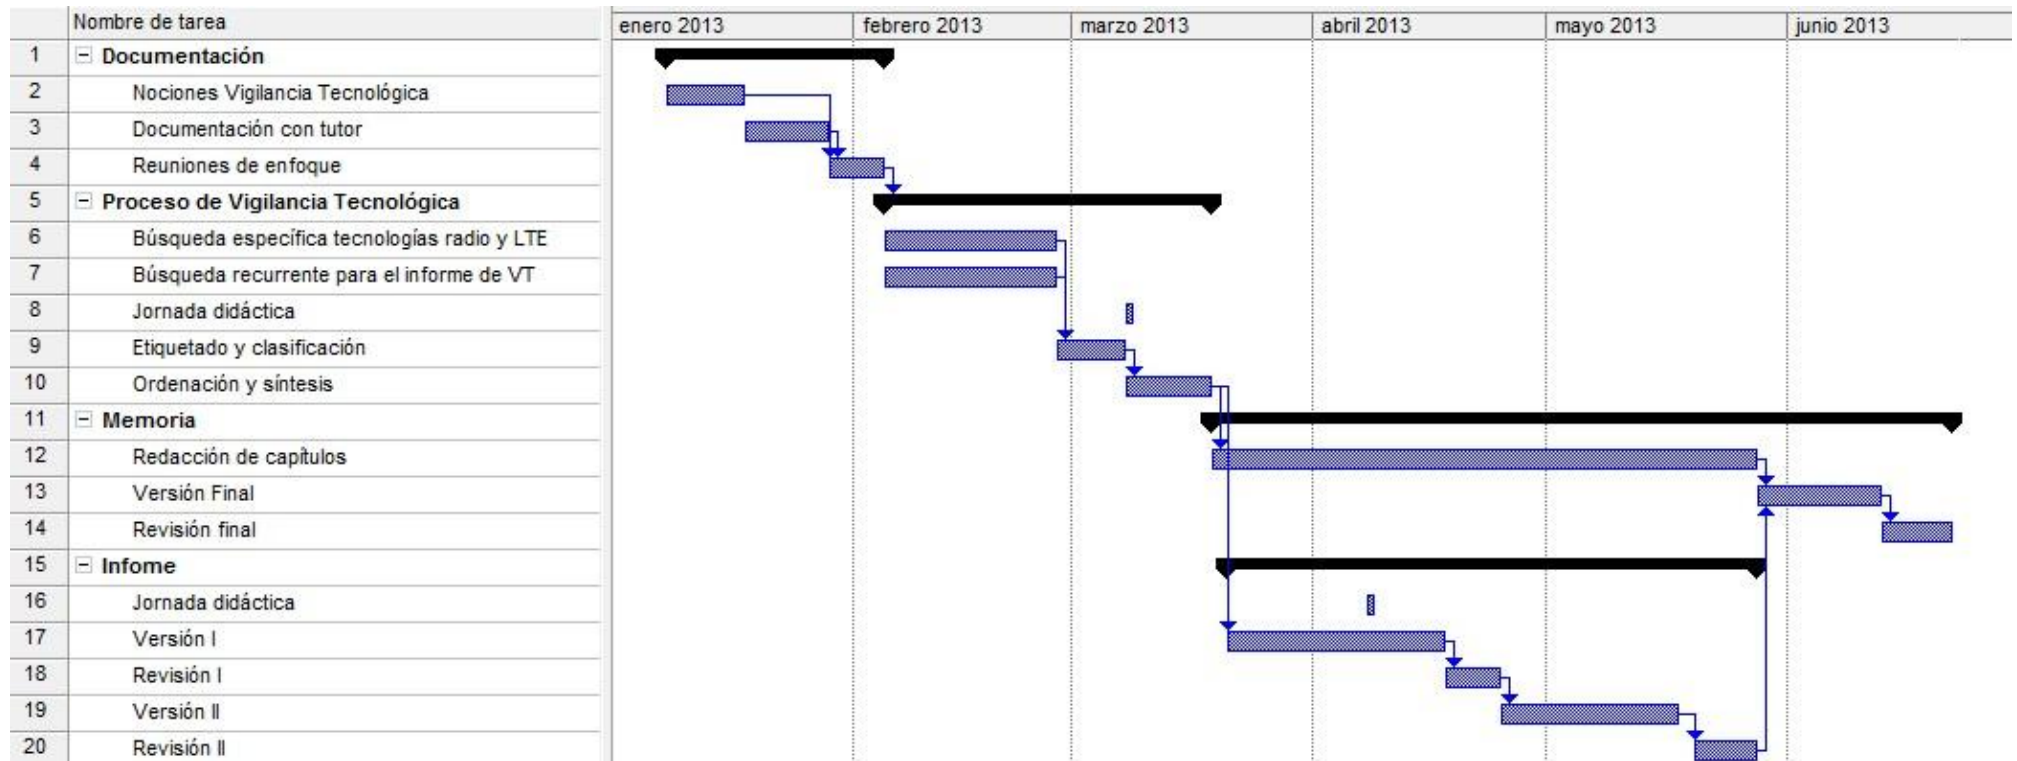 Nombre de tarea
enero 2013 febrero 2013 marzo 2013 abril 2013 mayo 2013 junio 2013
1 Documentación
2 Nociones Vigilancia Tecnológica
3 Documentación con tutor
4 Reuniones de enfoque
5 Proceso de Vigilancia Tecnológica
6 Búsqueda específica tecnologías radio y LTE
7 Búsqueda recurrente para el informe de VT
8 Jornada didáctica
9 Etiquetado y clasificación
10 Ordenación y síntesis
11 Memoria
12 Redacción de capítulos
13 Versión Final
14 Revisión final
15 Infome
16 Jornada didáctica
17 Versión I
18 Revisión I
19 Versión II
20 Revisión II